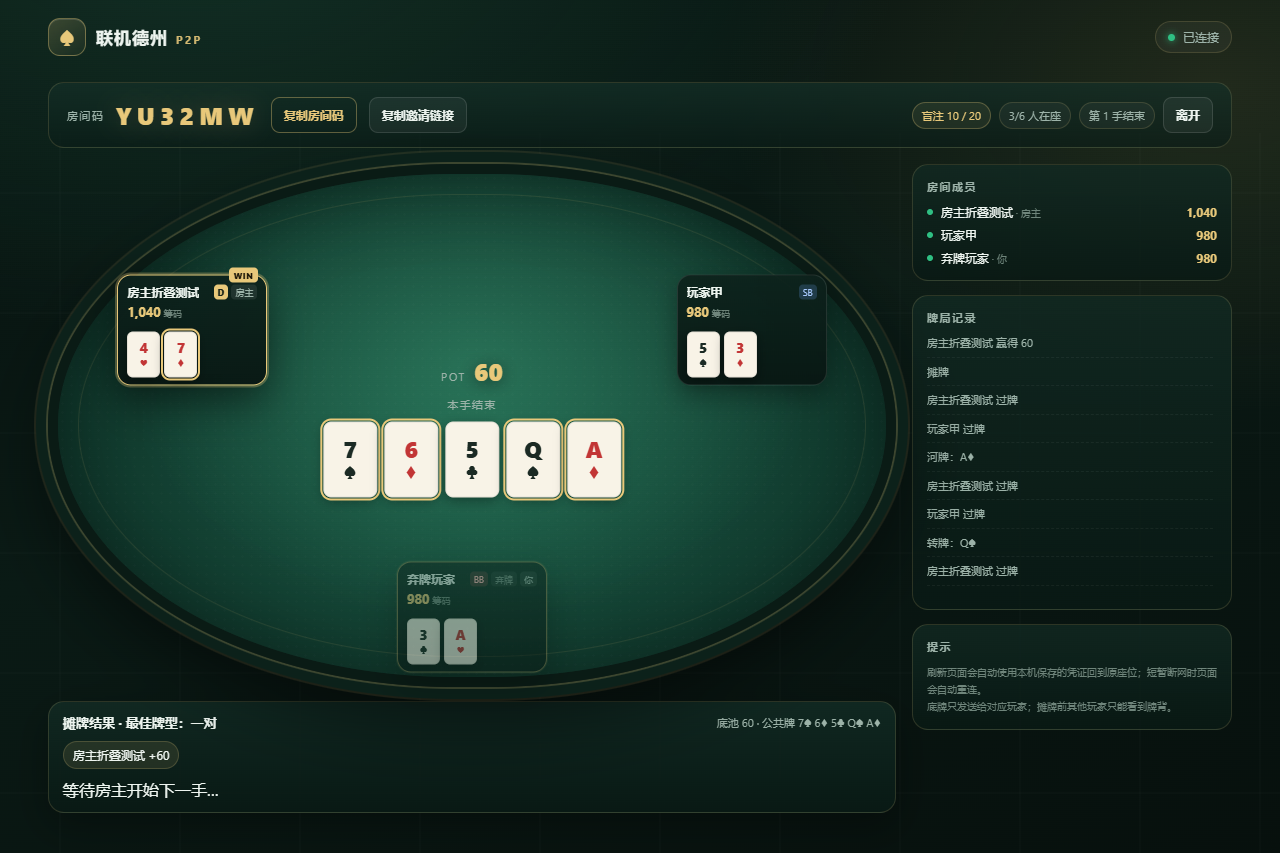 联机德州 P2P
已连接
房间码 YU32MW 复制房间码 复制邀请链接 盲注 10 / 20 3/6 人在座 第 1 手结束 离开
WIN
房主折叠测试 D 房主
1,040 筹码
4♥ 7♦
玩家甲 SB
980 筹码
5♠ 3♦
POT 60
本手结束
7♠ 6♦ 5♣ Q♠ A♦
弃牌玩家 BB 弃牌 你
980 筹码
3♣ A♥
摊牌结果 · 最佳牌型：一对
底池 60 · 公共牌 7♠ 6♦ 5♣ Q♠ A♦
房主折叠测试 +60
等待房主开始下一手...
房间成员
房主折叠测试 · 房主 1,040
玩家甲 980
弃牌玩家 · 你 980
牌局记录
房主折叠测试 赢得 60
摊牌
房主折叠测试 过牌
玩家甲 过牌
河牌：A♦
房主折叠测试 过牌
玩家甲 过牌
转牌：Q♠
房主折叠测试 过牌
提示
刷新页面会自动使用本机保存的凭证回到原座位；短暂断网时页面
会自动重连。
底牌只发送给对应玩家；摊牌前其他玩家只能看到牌背。